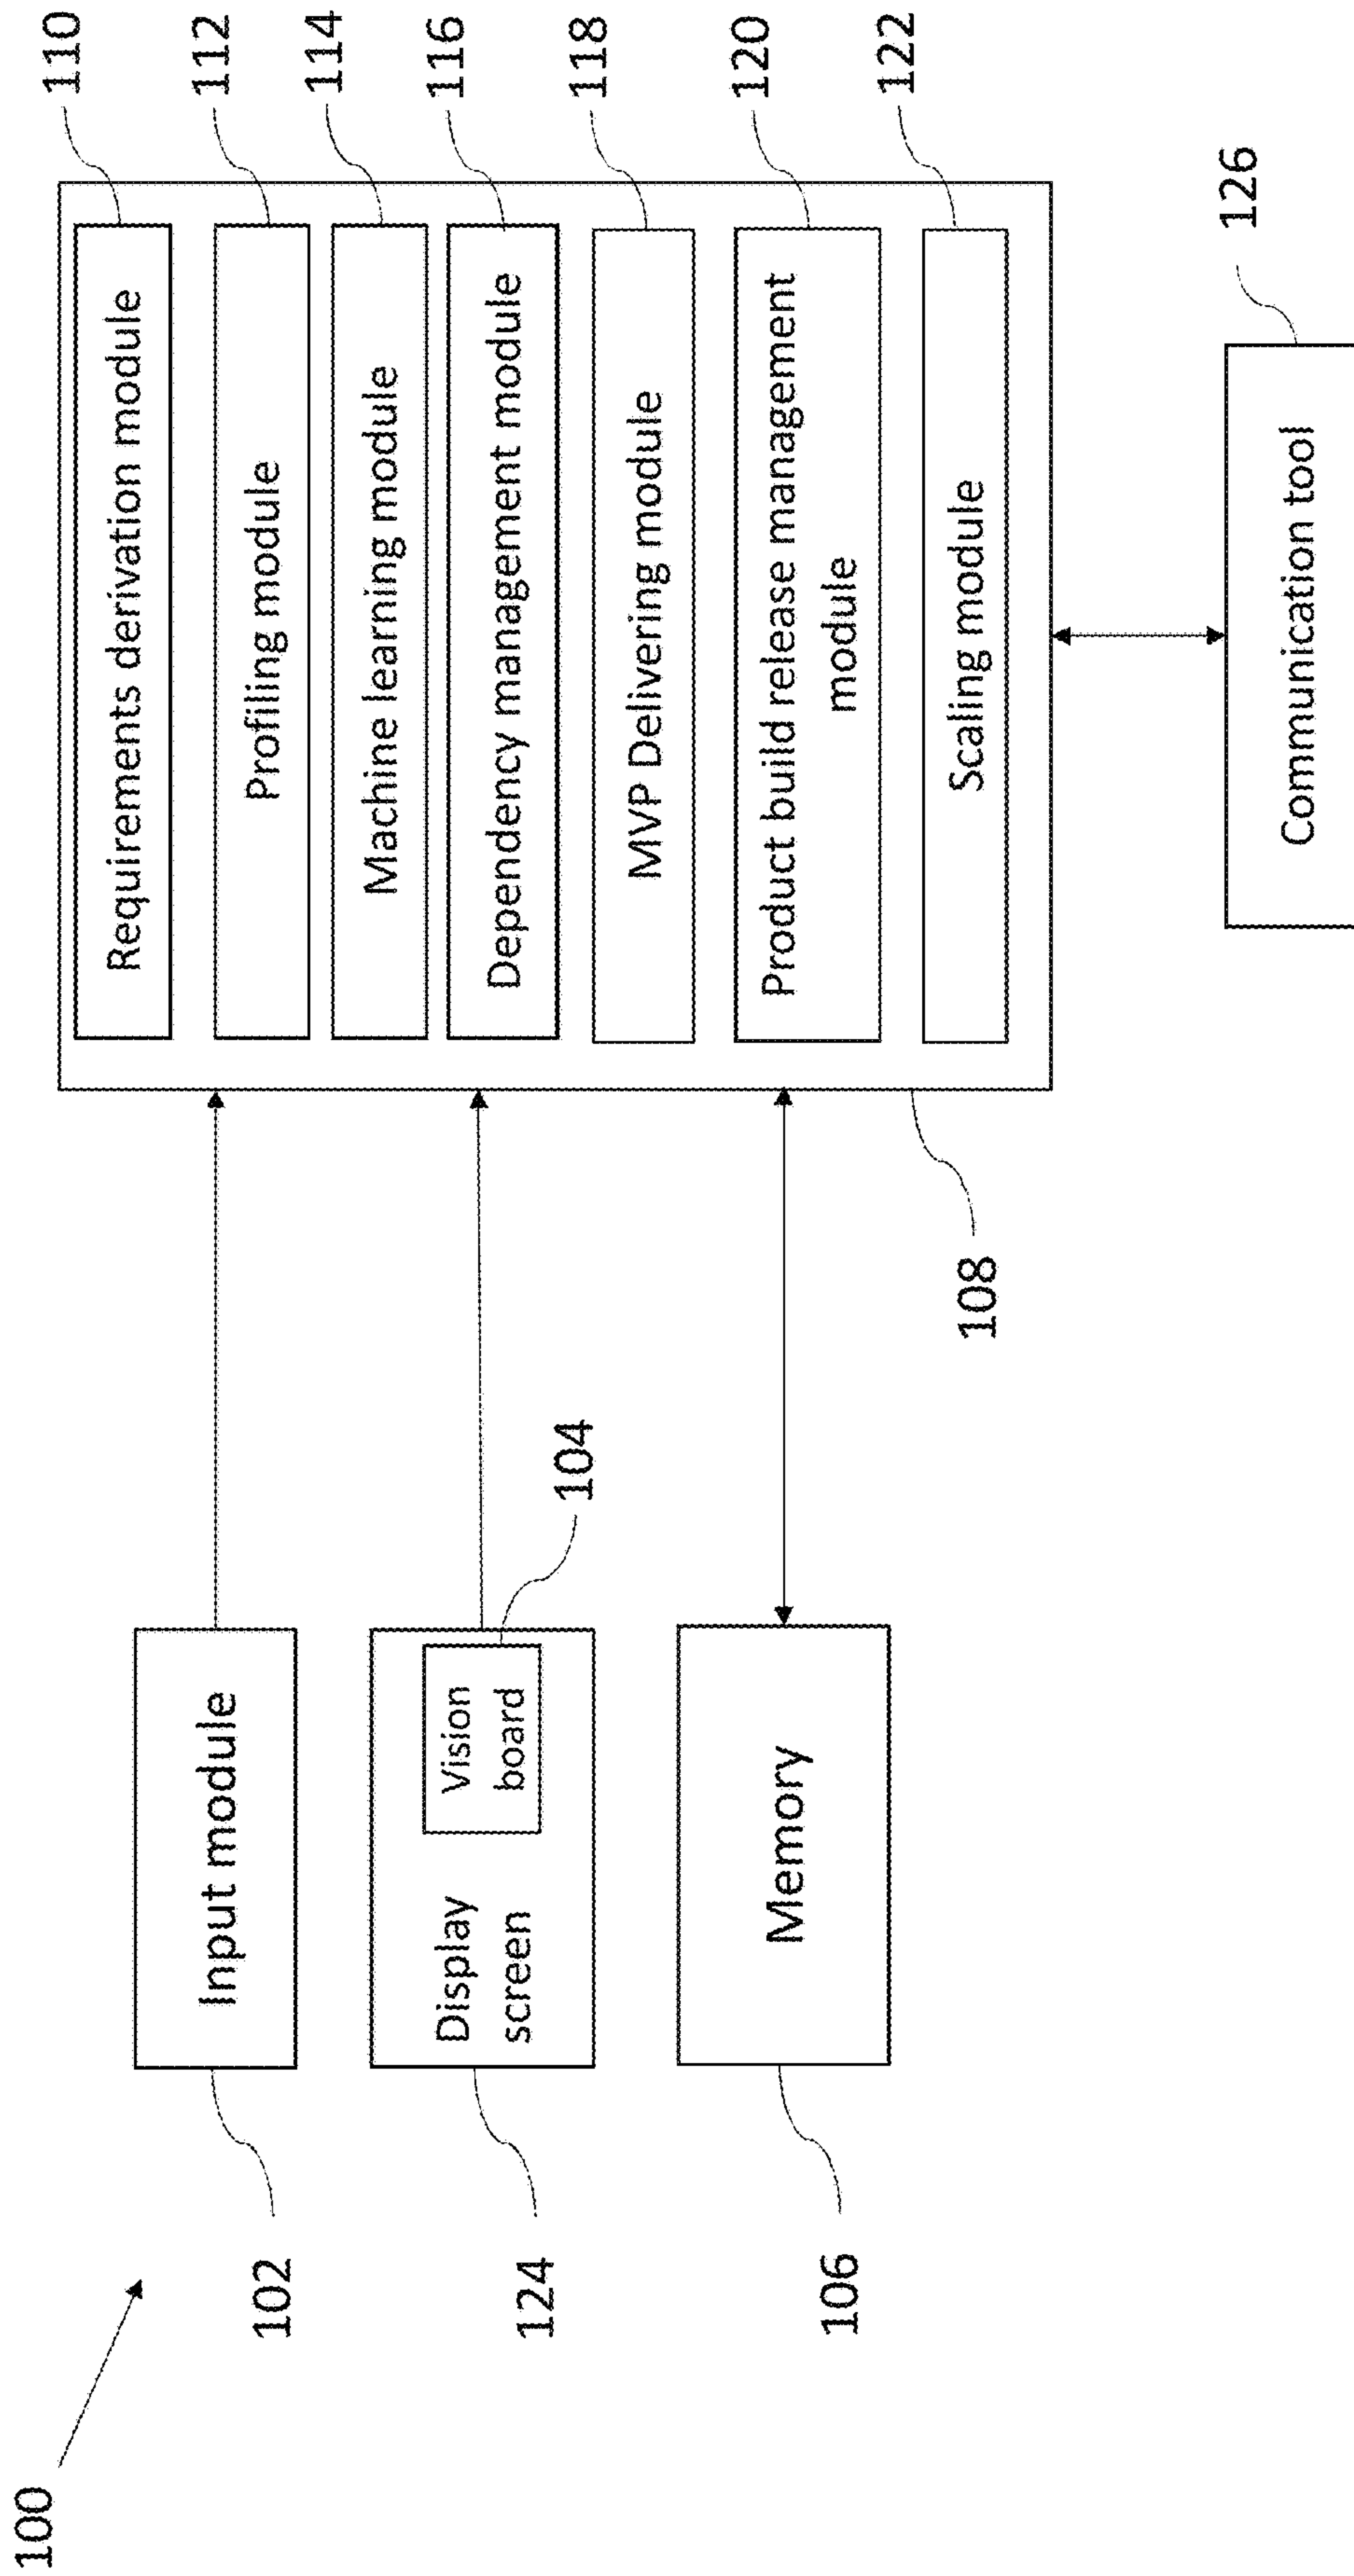 100
Input module
102
Display
screen
Vision
board
104
124
Memory
106
Requirements derivation module
110
Profiling module
112
Machine learning module
114
Dependency management module
116
MVP Delivering module
118
Product build release management
module
120
Scaling module
122
108
Communication tool
126